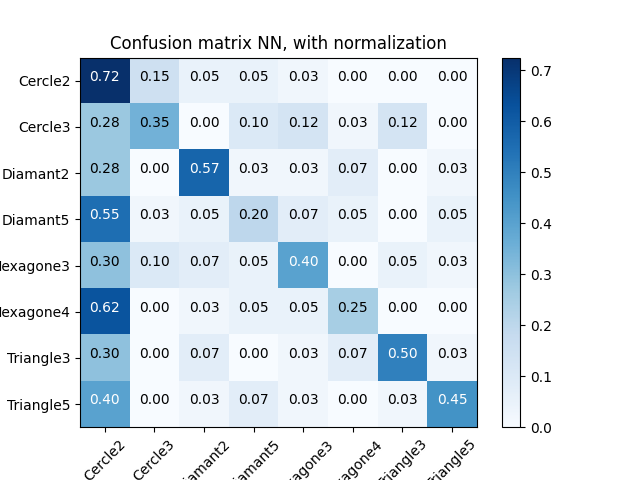 Confusion matrix NN, with normalization
Cercle2 0.72 0.15 0.05 0.05 0.03 0.00 0.00 0.00
Cercle3 0.28 0.35 0.00 0.10 0.12 0.03 0.12 0.00
Diamant2 0.28 0.00 0.57 0.03 0.03 0.07 0.00 0.03
Diamant5 0.55 0.03 0.05 0.20 0.07 0.05 0.00 0.05
exagone3 0.30 0.10 0.07 0.05 0.40 0.00 0.05 0.03
exagone4 0.62 0.00 0.03 0.05 0.05 0.25 0.00 0.00
Triangle3 0.30 0.00 0.07 0.00 0.03 0.07 0.50 0.03
Triangle5 0.40 0.00 0.03 0.07 0.03 0.00 0.03 0.45
Cercle2 Cercle3 iamant2 iamant5 xagone3 xagone4 riangle3 riangle5
0.7
0.6
0.5
0.4
0.3
0.2
0.1
0.0